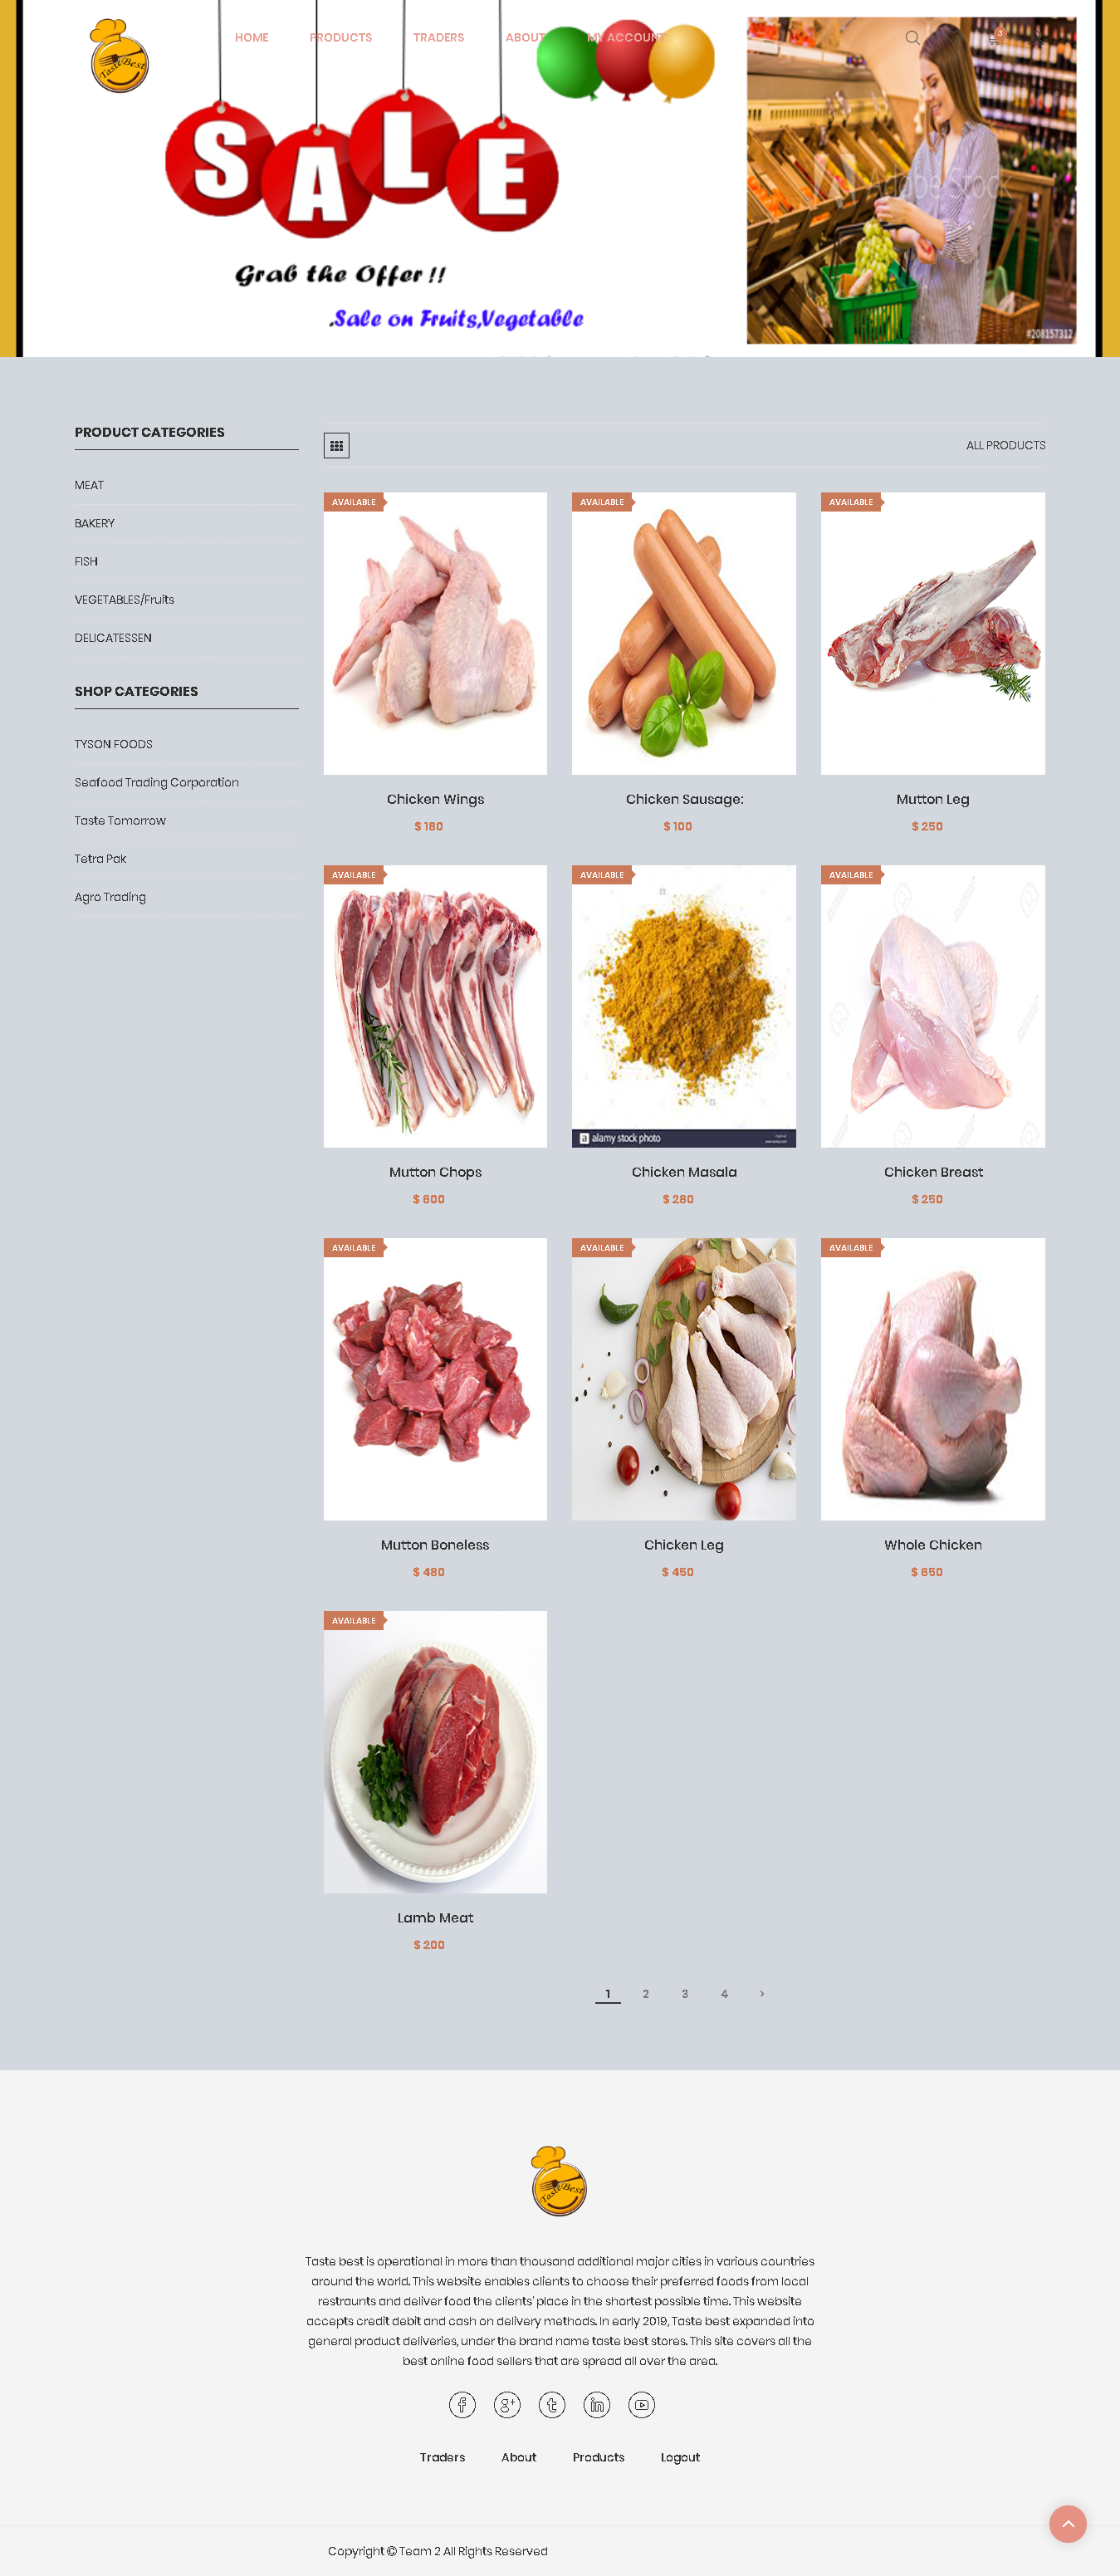 Taste Best
HOME PRODUCTS TRADERS ABOUT MY ACCOUNT
3
SALE
Adobe Stock
Grab the Offer !!
.Sale on Fruits,Vegetable
#208157312
PRODUCT CATEGORIES
MEAT
BAKERY
FISH
VEGETABLES/Fruits
DELICATESSEN
SHOP CATEGORIES
TYSON FOODS
Seafood Trading Corporation
Taste Tomorrow
Tetra Pak
Agro Trading
ALL PRODUCTS
AVAILABLE AVAILABLE AVAILABLE
Chicken Wings Chicken Sausage: Mutton Leg
$ 180 $ 100 $ 250
AVAILABLE AVAILABLE AVAILABLE
a alamy stock photo
Mutton Chops Chicken Masala Chicken Breast
$ 600 $ 280 $ 250
AVAILABLE AVAILABLE AVAILABLE
Mutton Boneless Chicken Leg Whole Chicken
$ 480 $ 450 $ 650
AVAILABLE
Lamb Meat
$ 200
1 2 3 4 >
Taste Best
Taste best is operational in more than thousand additional major cities in various countries
around the world. This website enables clients to choose their preferred foods from local
restraunts and deliver food the clients' place in the shortest possible time. This website
accepts credit debit and cash on delivery methods. In early 2019, Taste best expanded into
general product deliveries, under the brand name taste best stores. This site covers all the
best online food sellers that are spread all over the area.
Traders About Products Logout
Copyright © Team 2 All Rights Reserved